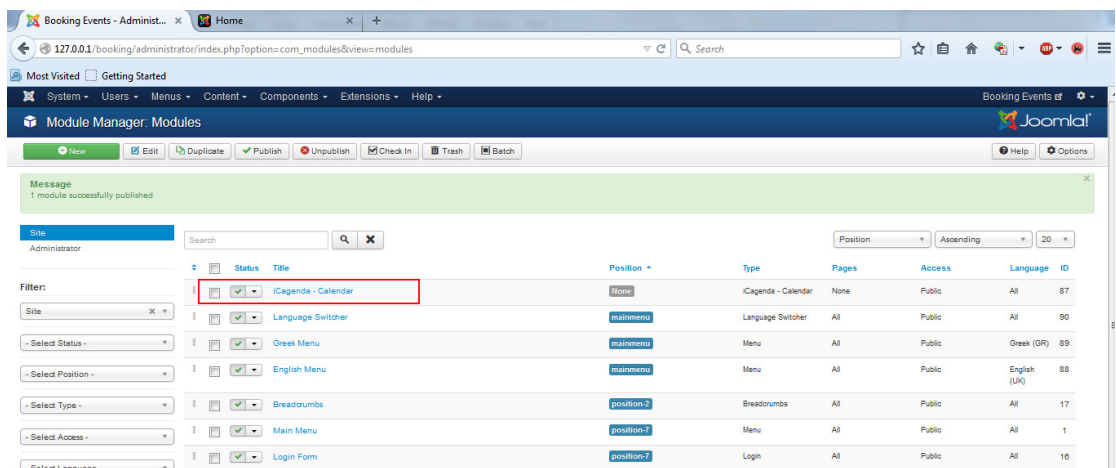 Booking Events - Administ... × Home × +
127.0.0.1/booking/administrator/index.php?option=com_modules&view=modules Search
Most Visited Getting Started
System Users Menus Content Components Extensions Help Booking Events
Module Manager: Modules Joomla!
New Edit Duplicate Publish Unpublish Check In Trash Batch Help Options
Message ×
1 module successfully published
Site
Administrator
Search Position Ascending 20
Status Title Position Type Pages Access Language ID
Filter:
iCagenda - Calendar None iCagenda - Calendar None Public All 87
Site ×
Language Switcher mainmenu Language Switcher All Public All 90
- Select Status -
Greek Menu mainmenu Menu All Public Greek (GR) 89
- Select Position -
English Menu mainmenu Menu All Public English (UK) 88
- Select Type -
Breadcrumbs position-2 Breadcrumbs All Public All 17
- Select Access -
Main Menu position-7 Menu All Public All 1
Login Form position-7 Login All Public All 16
- Select Language